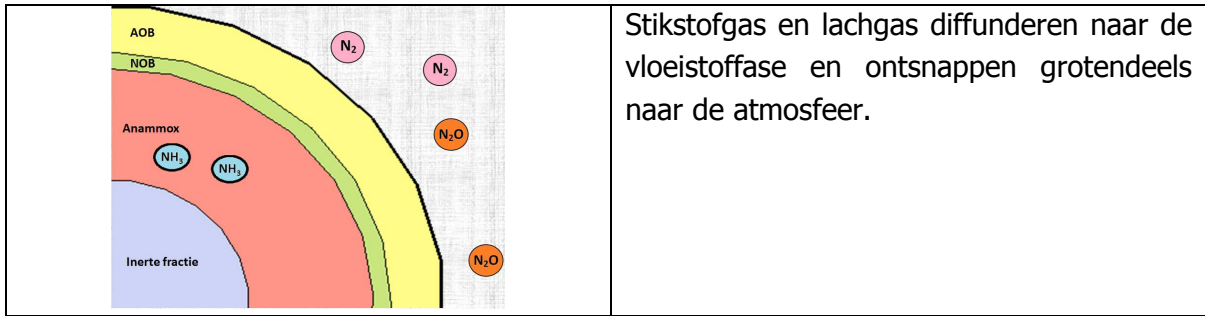 AOB
NOB
Anammox
NH₃
NH₃
Inerte fractie
N₂
N₂
N₂O
N₂O
Stikstofgas en lachgas diffunderen naar de
vloeistoffase en ontsnappen grotendeels
naar de atmosfeer.